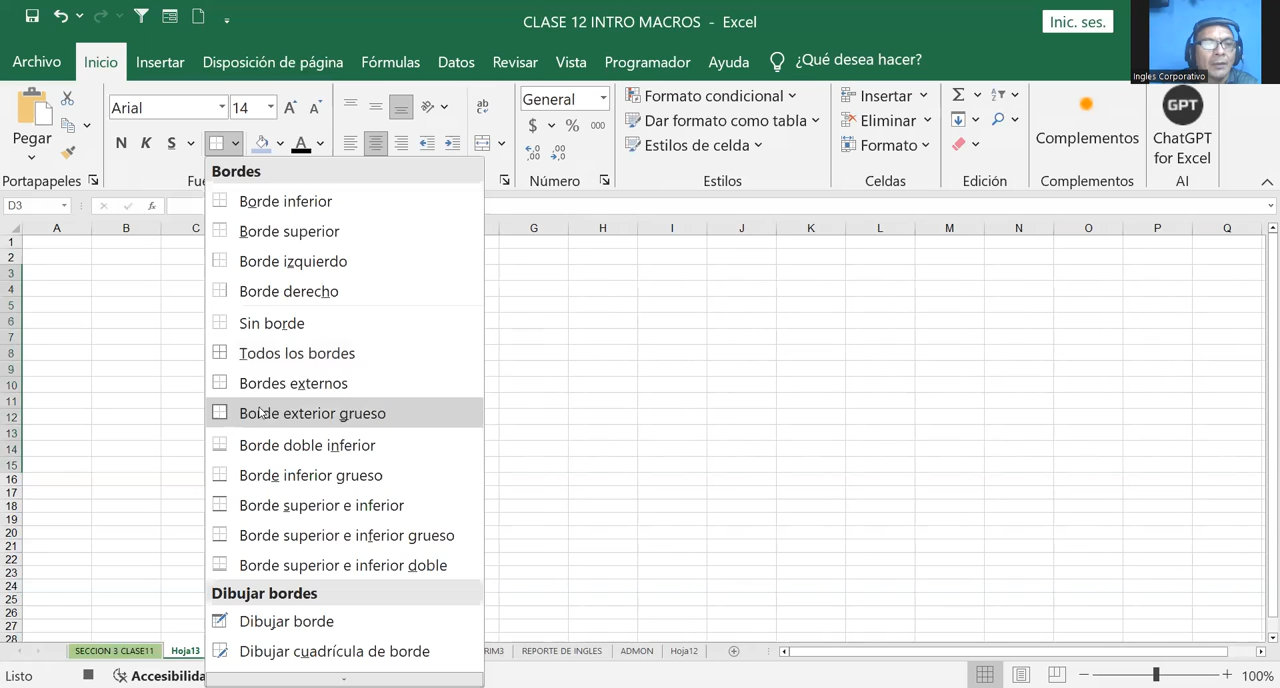 CLASE 12 INTRO MACROS - Excel
Inic. ses.
Ingles Corporativo
Archivo
Inicio
Insertar
Disposición de página
Fórmulas
Datos
Revisar
Vista
Programador
Ayuda
¿Qué desea hacer?
Pegar
Arial
14
N K S
General
$ % 000
Formato condicional
Dar formato como tabla
Estilos de celda
Insertar
Eliminar
Formato
Complementos
GPT
ChatGPT
for Excel
Portapapeles
Fue
Número
Estilos
Celdas
Edición
Complementos
AI
D3
fx
Bordes
Borde inferior
Borde superior
Borde izquierdo
Borde derecho
Sin borde
Todos los bordes
Bordes externos
Borde exterior grueso
Borde doble inferior
Borde inferior grueso
Borde superior e inferior
Borde superior e inferior grueso
Borde superior e inferior doble
Dibujar bordes
Dibujar borde
Dibujar cuadrícula de borde
A B C G H I J K L M N O P Q
1
2
3
4
5
6
7
8
9
10
11
12
13
14
15
16
17
18
19
20
21
22
23
24
25
26
27
28
SECCION 3 CLASE11
Hoja13
RIM3
REPORTE DE INGLES
ADMON
Hoja12
Listo
Accesibilida
100%